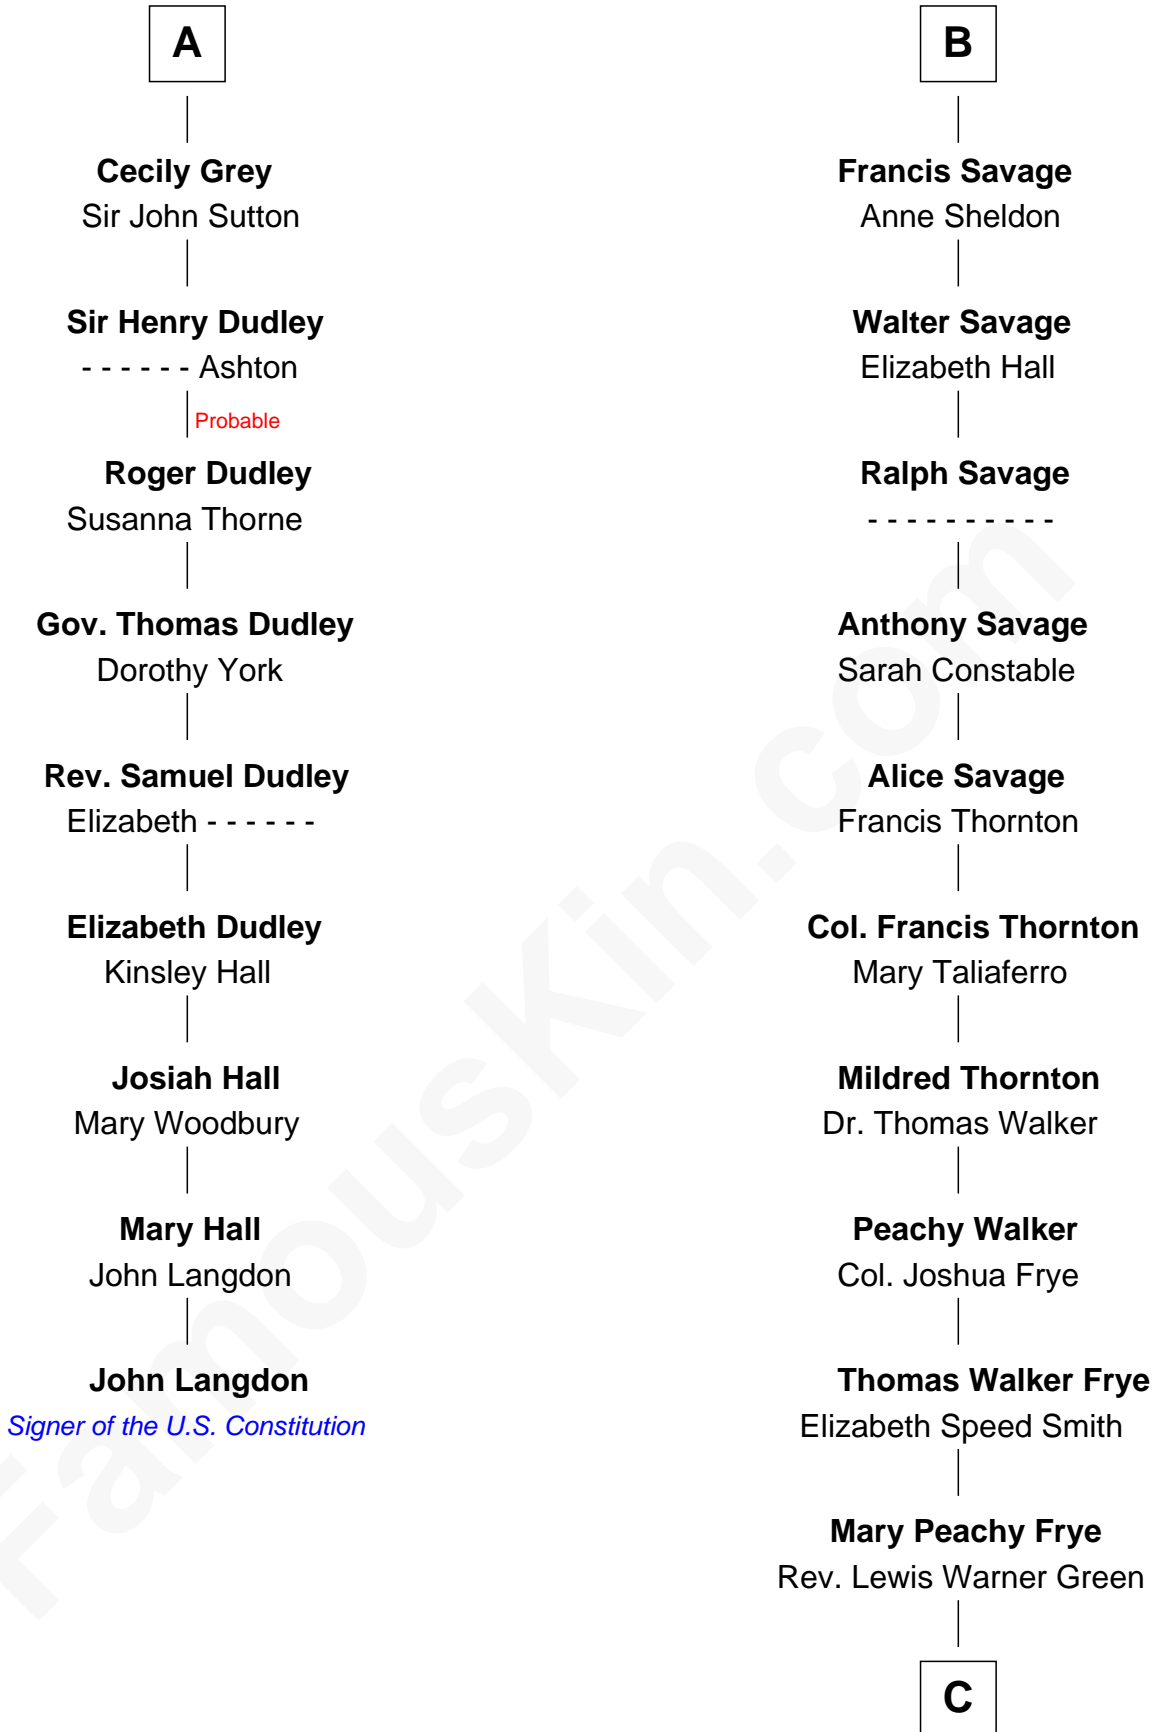 A
Cecily Grey
Sir John Sutton
Sir Henry Dudley
- - - - - - Ashton
Probable
Roger Dudley
Susanna Thorne
Gov. Thomas Dudley
Dorothy York
Rev. Samuel Dudley
Elizabeth - - - - - -
Elizabeth Dudley
Kinsley Hall
Josiah Hall
Mary Woodbury
Mary Hall
John Langdon
John Langdon
Signer of the U.S. Constitution
B
Francis Savage
Anne Sheldon
Walter Savage
Elizabeth Hall
Ralph Savage
- - - - - - - - - -
Anthony Savage
Sarah Constable
Alice Savage
Francis Thornton
Col. Francis Thornton
Mary Taliaferro
Mildred Thornton
Dr. Thomas Walker
Peachy Walker
Col. Joshua Frye
Thomas Walker Frye
Elizabeth Speed Smith
Mary Peachy Frye
Rev. Lewis Warner Green
C
FamousKin.com